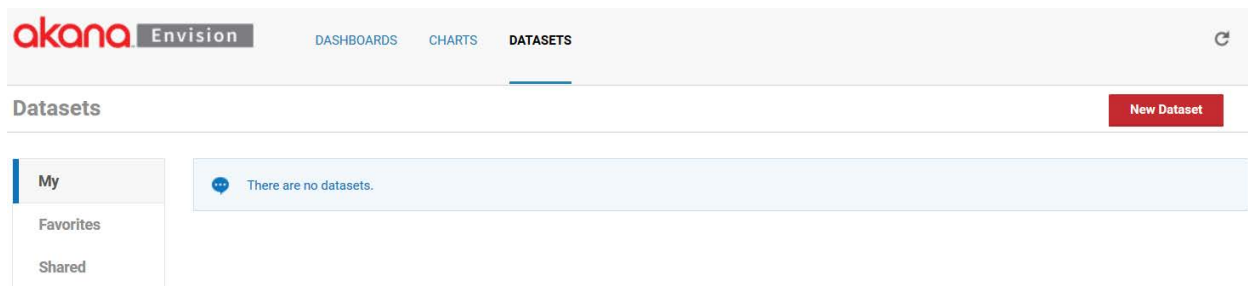 akana Envision DASHBOARDS CHARTS DATASETS
Datasets New Dataset
My There are no datasets.
Favorites
Shared